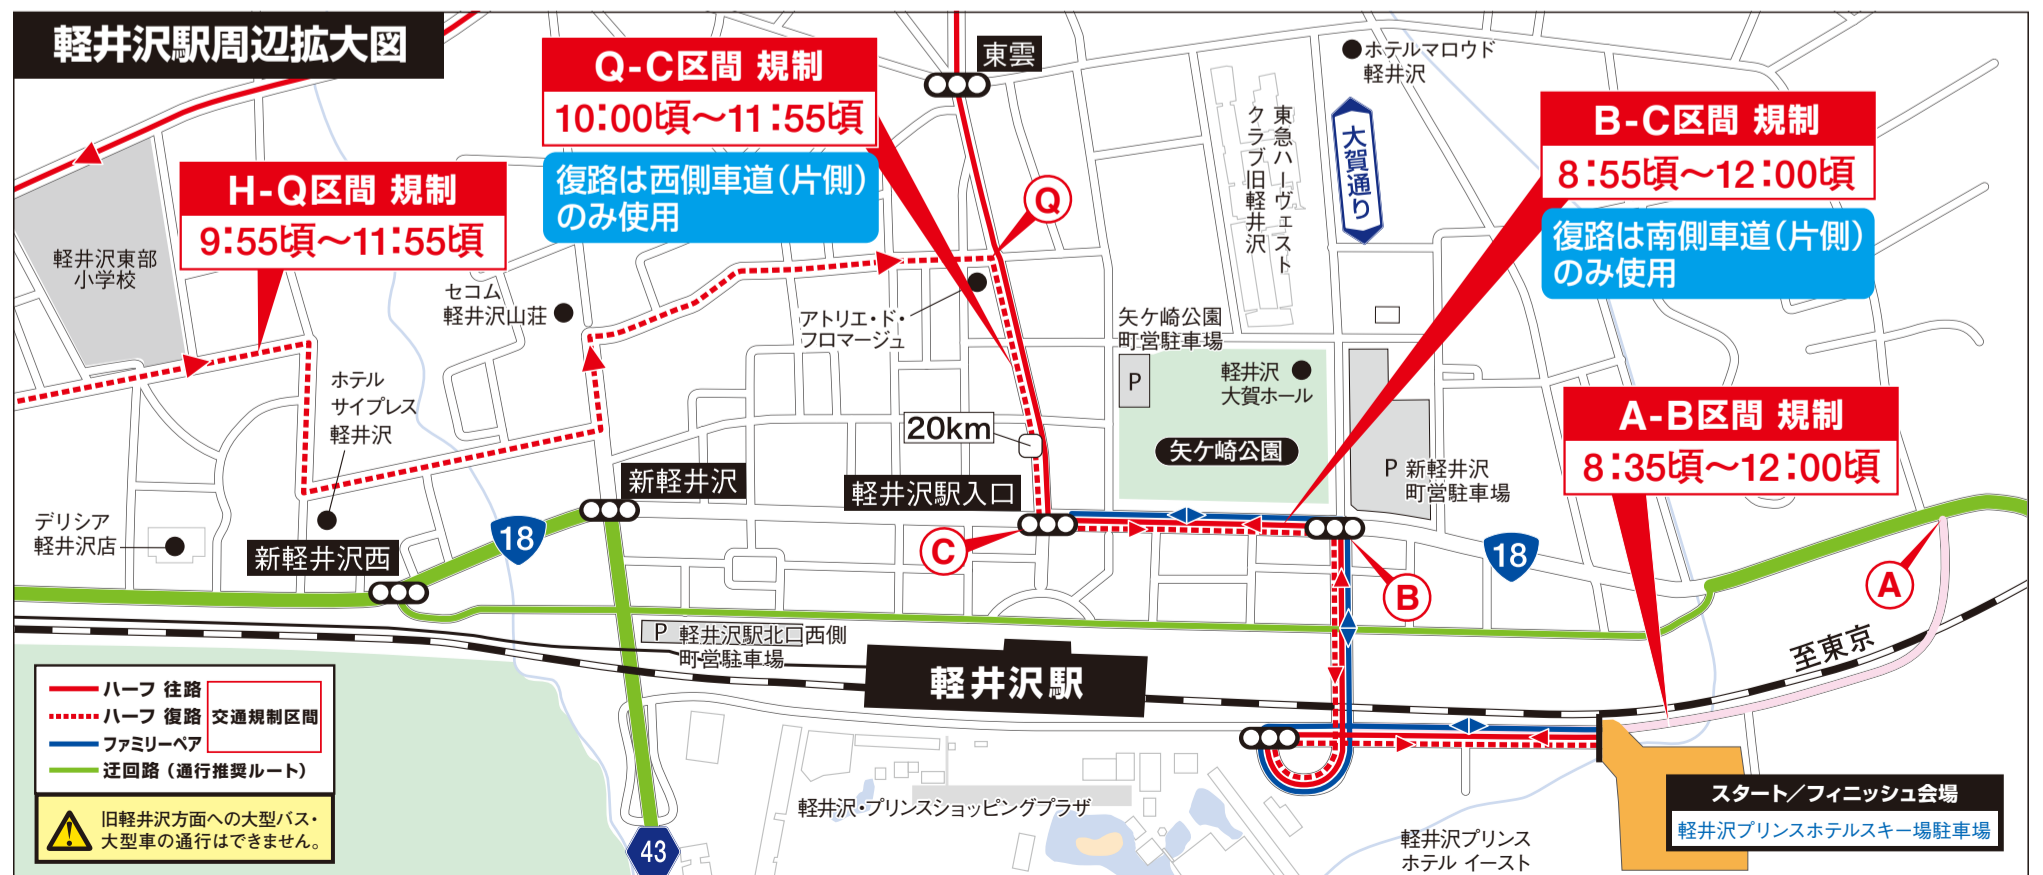 軽井沢駅周辺拡大図
東雲
ホテルマロウド
軽井沢
Q-C区間 規制
10:00頃～11:55頃
復路は西側車道(片側)
のみ使用
B-C区間 規制
8:55頃～12:00頃
復路は南側車道(片側)
のみ使用
東急ハーヴェスト
クラブ旧軽井沢
大賀通り
H-Q区間 規制
9:55頃～11:55頃
Q
軽井沢東部
小学校
セコム
軽井沢山荘
アトリエ・ド・
フロマージュ
矢ケ崎公園
町営駐車場
P
軽井沢
大賀ホール
矢ケ崎公園
ホテル
サイプレス
軽井沢
20km
A-B区間 規制
8:35頃～12:00頃
P 新軽井沢
町営駐車場
新軽井沢
軽井沢駅入口
デリシア
軽井沢店
新軽井沢西
18
C
B
18
A
P 軽井沢駅北口西側
町営駐車場
軽井沢駅
至東京
ハーフ 往路
ハーフ 復路
交通規制区間
ファミリーペア
迂回路(通行推奨ルート)
旧軽井沢方面への大型バス・
大型車の通行はできません。
43
軽井沢・プリンスショッピングプラザ
軽井沢プリンス
ホテル イースト
スタート/フィニッシュ会場
軽井沢プリンスホテルスキー場駐車場